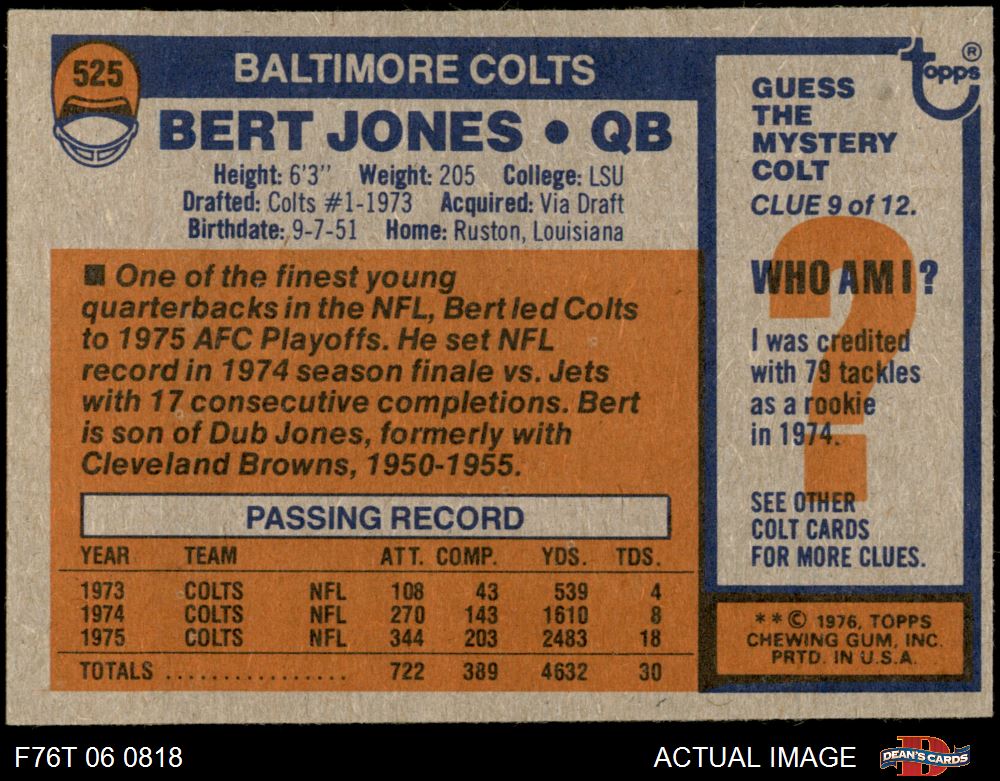 525
BALTIMORE COLTS
BERT JONES • QB
Height: 6'3" Weight: 205 College: LSU
Drafted: Colts #1-1973 Acquired: Via Draft
Birthdate: 9-7-51 Home: Ruston, Louisiana
■ One of the finest young
quarterbacks in the NFL, Bert led Colts
to 1975 AFC Playoffs. He set NFL
record in 1974 season finale vs. Jets
with 17 consecutive completions. Bert
is son of Dub Jones, formerly with
Cleveland Browns, 1950-1955.
PASSING RECORD
YEAR TEAM ATT. COMP. YDS. TDS.
1973 COLTS NFL 108 43 539 4
1974 COLTS NFL 270 143 1610 8
1975 COLTS NFL 344 203 2483 18
TOTALS ................ 722 389 4632 30
topps ®
GUESS
THE
MYSTERY
COLT
CLUE 9 of 12.
?
WHO AM I?
I was credited
with 79 tackles
as a rookie
in 1974.
SEE OTHER
COLT CARDS
FOR MORE CLUES.
* * © 1976, TOPPS
CHEWING GUM, INC.
PRTD. IN U.S.A.
F76T 06 0818
ACTUAL IMAGE
D
DEAN'S CARDS